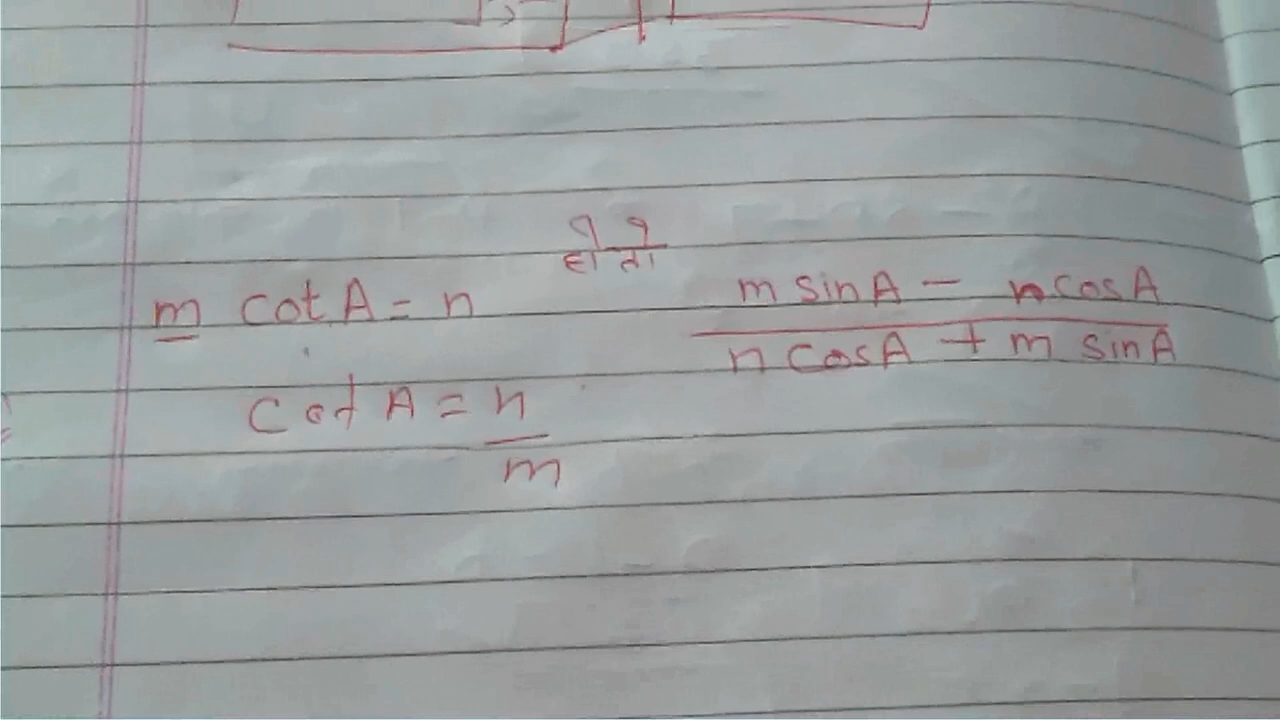 m cot A = n
m sin A - n cos A
n cos A + m sin A
cot A = n
m